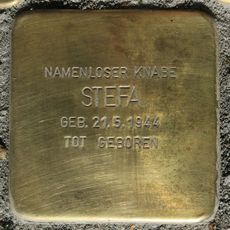 NAMENLOSER KNABE
STEFA
GEB. 21.5.1944
TOT GEBOREN